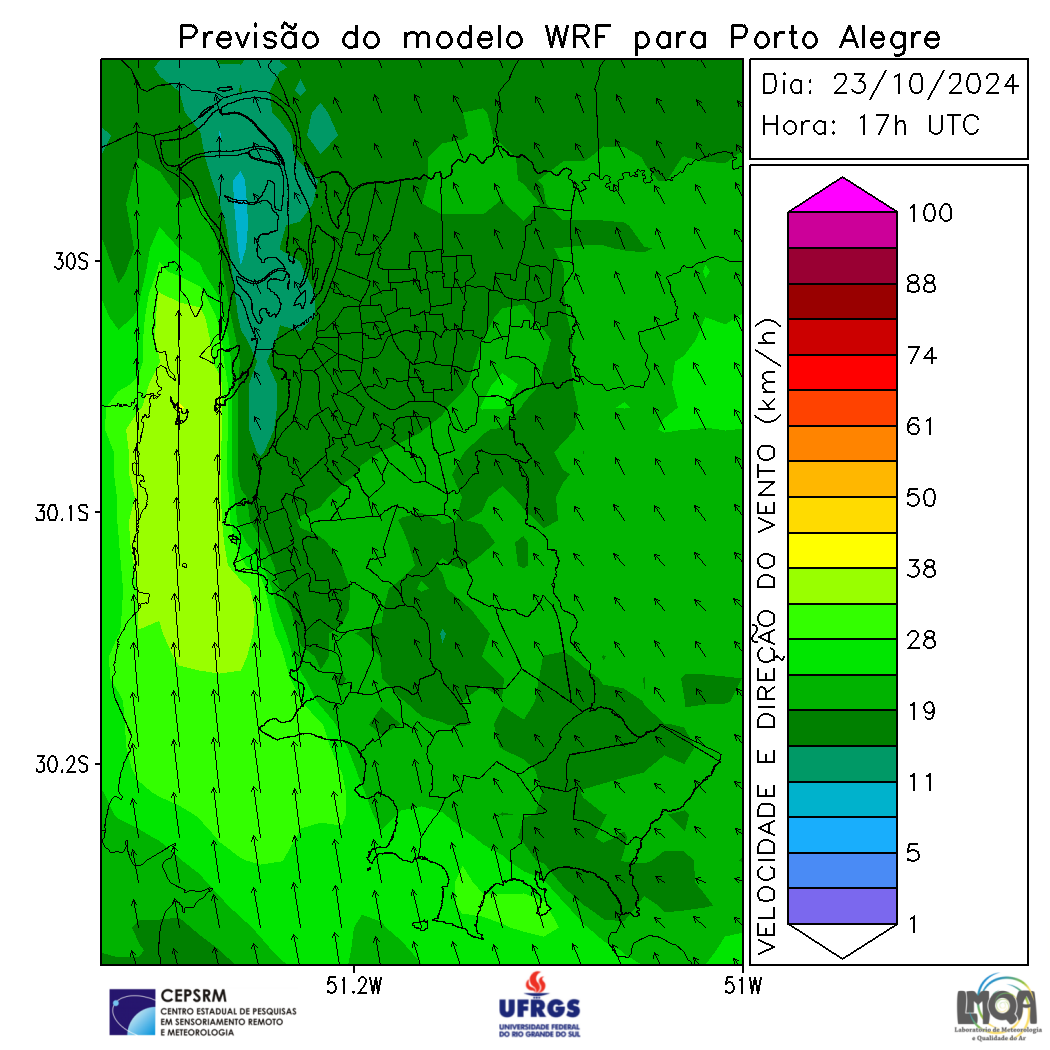 Previsão do modelo WRF para Porto Alegre
Dia: 23/10/2024
Hora: 17h UTC
30S
30.1S
30.2S
51.2W
51W
VELOCIDADE E DIREÇÃO DO VENTO (km/h)
100
88
74
61
50
38
28
19
11
5
1
CEPSRM
CENTRO ESTADUAL DE PESQUISAS
EM SENSORIAMENTO REMOTO
E METEOROLOGIA
UFRGS
UNIVERSIDADE FEDERAL
DO RIO GRANDE DO SUL
LMQA
Laboratório de Meteorologia
e Qualidade do Ar